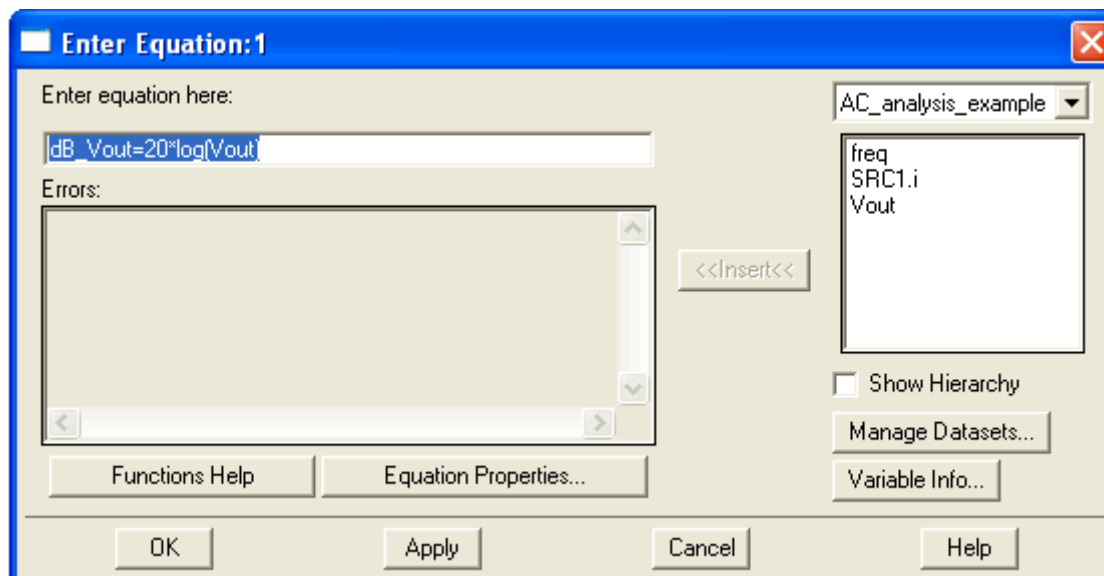 Enter Equation:1
Enter equation here:
AC_analysis_example
dB_Vout=20*log(Vout)
Errors:
freq
SRC1.i
Vout
<<Insert<<
Show Hierarchy
Manage Datasets...
Functions Help
Equation Properties...
Variable Info...
OK
Apply
Cancel
Help